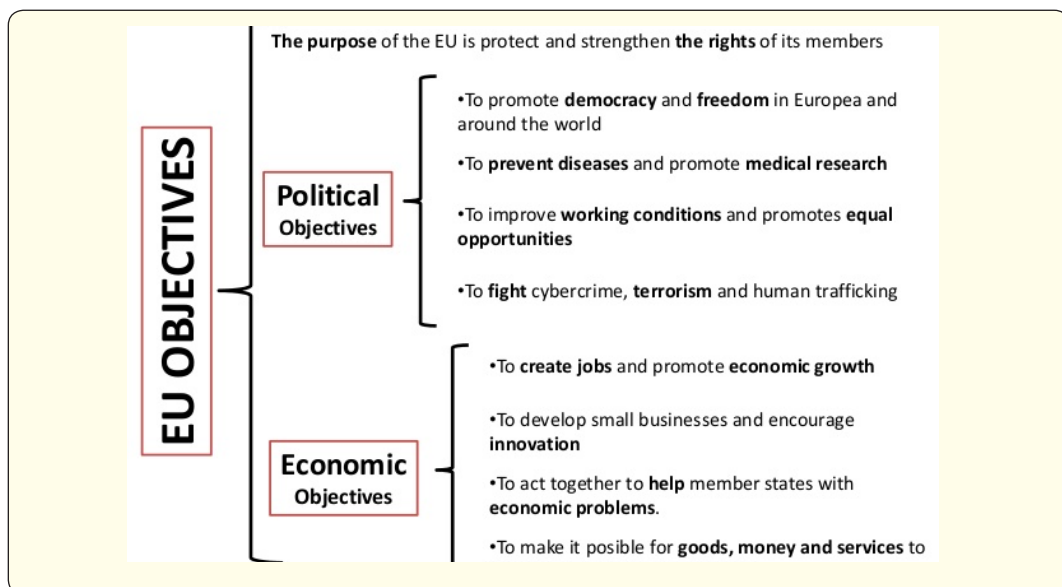 The purpose of the EU is protect and strengthen the rights of its members
EU OBJECTIVES
Political
Objectives
•To promote democracy and freedom in Europea and
around the world
•To prevent diseases and promote medical research
•To improve working conditions and promotes equal
opportunities
•To fight cybercrime, terrorism and human trafficking
Economic
Objectives
•To create jobs and promote economic growth
•To develop small businesses and encourage
innovation
•To act together to help member states with
economic problems.
•To make it posible for goods, money and services to